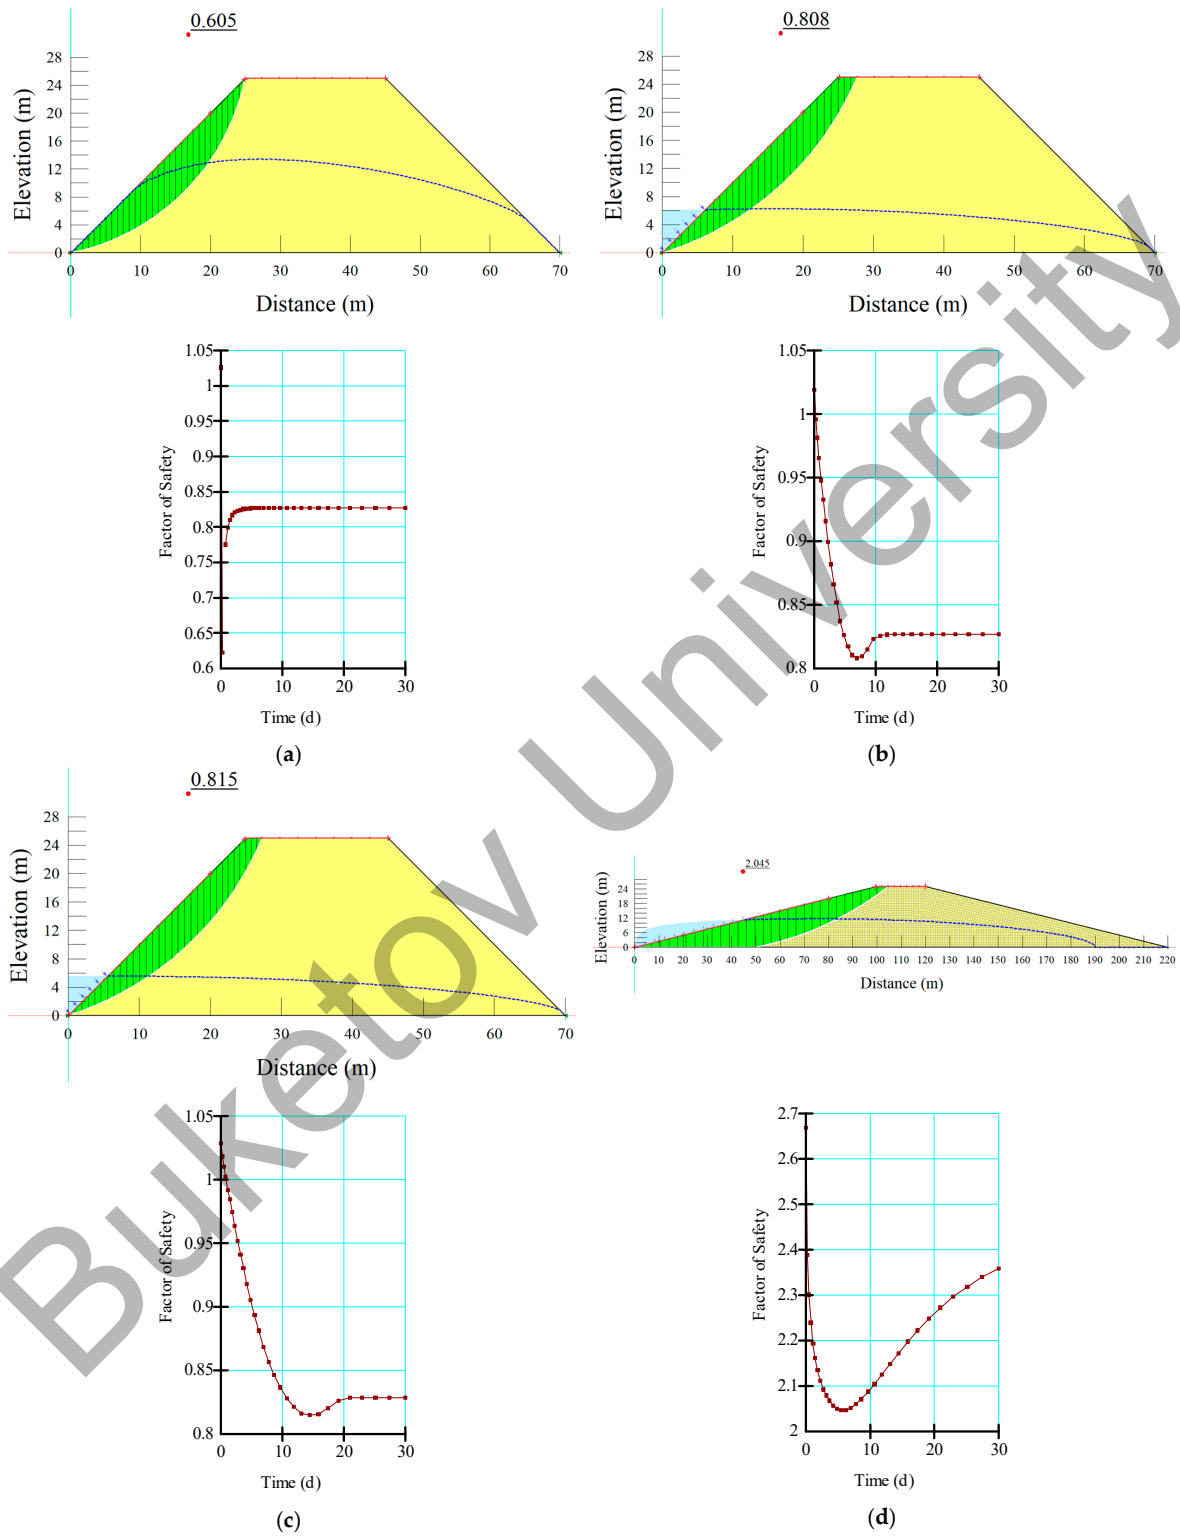 0.605
Elevation (m)
28
24
20
16
12
8
4
0
0 10 20 30 40 50 60 70
Distance (m)
0.808
Elevation (m)
28
24
20
16
12
8
4
0
0 10 20 30 40 50 60 70
Distance (m)
Factor of Safety
1.05
1
0.95
0.9
0.85
0.8
0.75
0.7
0.65
0.6
0 10 20 30
Time (d)
(a)
Factor of Safety
1.05
1
0.95
0.9
0.85
0.8
0 10 20 30
Time (d)
(b)
0.815
Elevation (m)
28
24
20
16
12
8
4
0
0 10 20 30 40 50 60 70
Distance (m)
2.045
Elevation (m)
24
18
12
6
0
0 10 20 30 40 50 60 70 80 90 100 110 120 130 140 150 160 170 180 190 200 210 220
Distance (m)
Factor of Safety
1.05
1
0.95
0.9
0.85
0.8
0 10 20 30
Time (d)
(c)
Factor of Safety
2.7
2.6
2.5
2.4
2.3
2.2
2.1
2
0 10 20 30
Time (d)
(d)
Buketov University